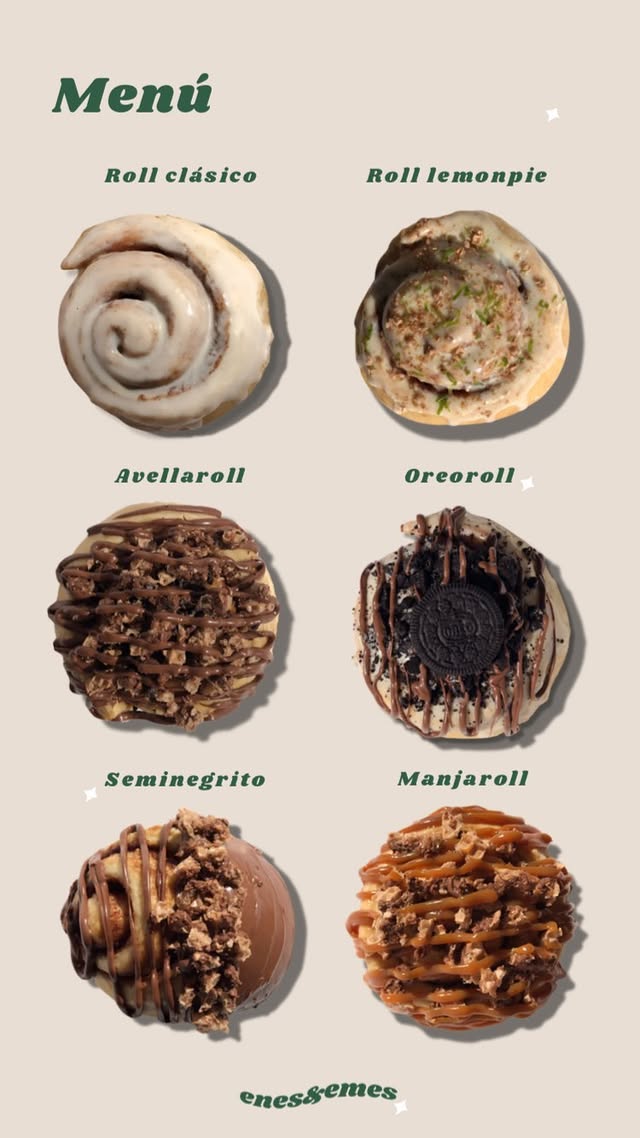 Menú
Roll clásico
Roll lemonpie
Avellaroll
Oreoroll
Seminegrito
Manjaroll
enes&emes